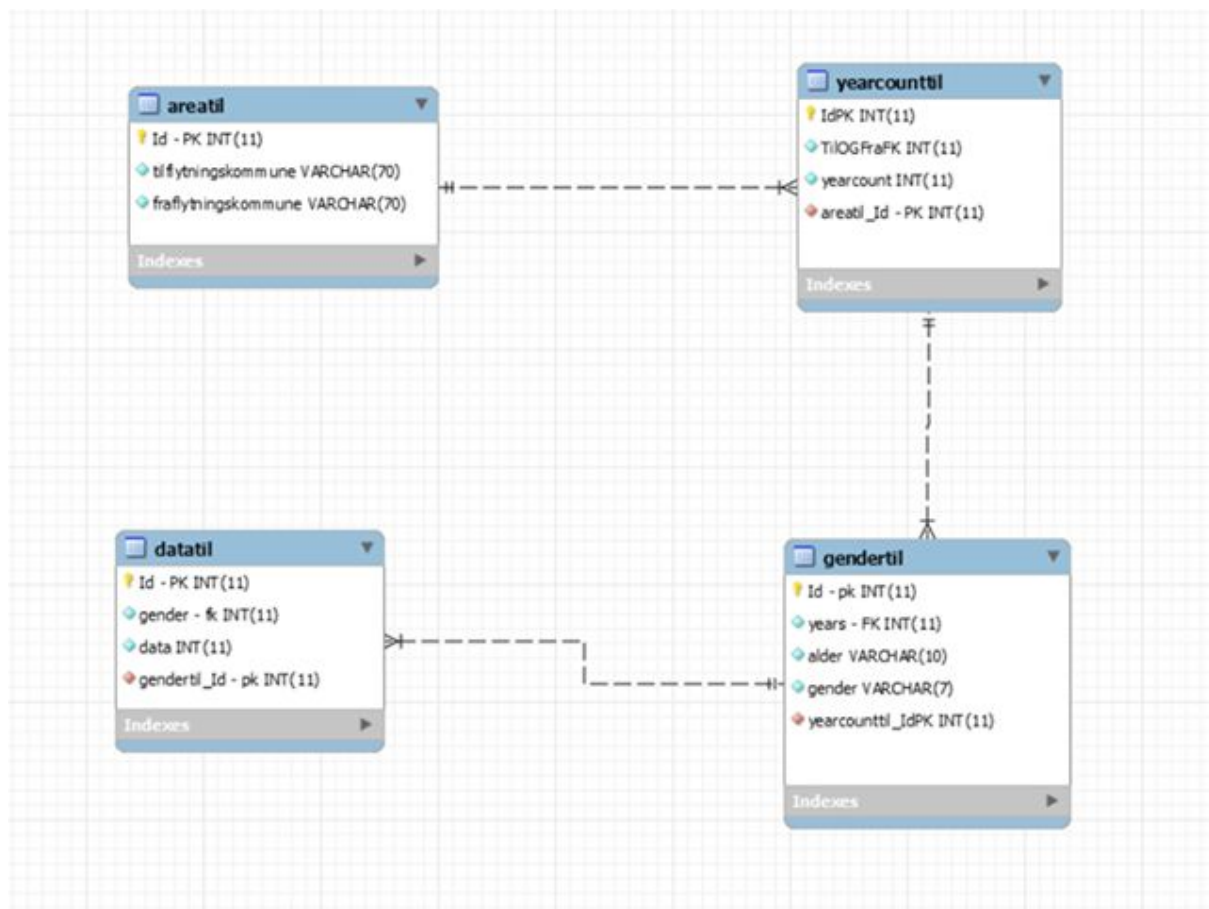 areatil
Id - PK INT(11)
tilflytningskommune VARCHAR(70)
fraflytningskommune VARCHAR(70)
Indexes
yearcounttil
IdPK INT(11)
TilOGFraFK INT(11)
yearcount INT(11)
areatil_Id - PK INT(11)
Indexes
datatil
Id - PK INT(11)
gender - fk INT(11)
data INT(11)
gendertil_Id - pk INT(11)
Indexes
gendertil
Id - pk INT(11)
years - FK INT(11)
alder VARCHAR(10)
gender VARCHAR(7)
yearcounttil_IdPK INT(11)
Indexes